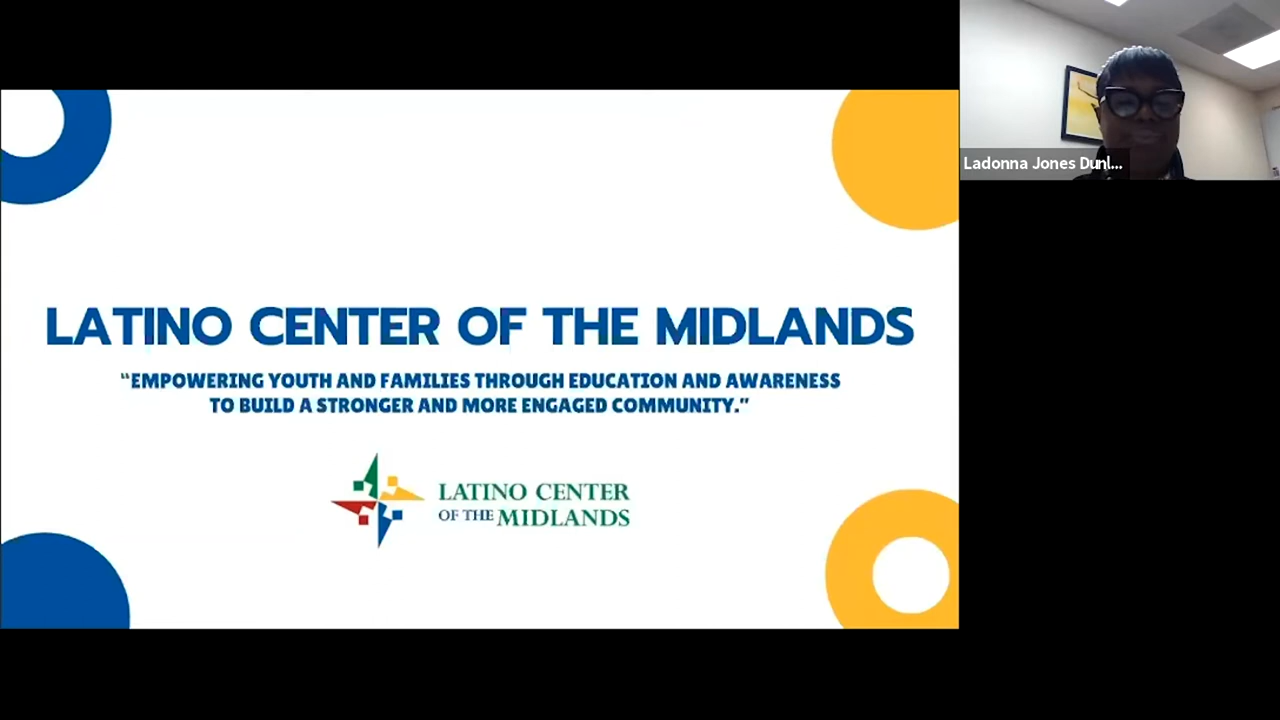 LATINO CENTER OF THE MIDLANDS
“EMPOWERING YOUTH AND FAMILIES THROUGH EDUCATION AND AWARENESS
TO BUILD A STRONGER AND MORE ENGAGED COMMUNITY.”
LATINO CENTER
OF THE MIDLANDS
Ladonna Jones Dunl...